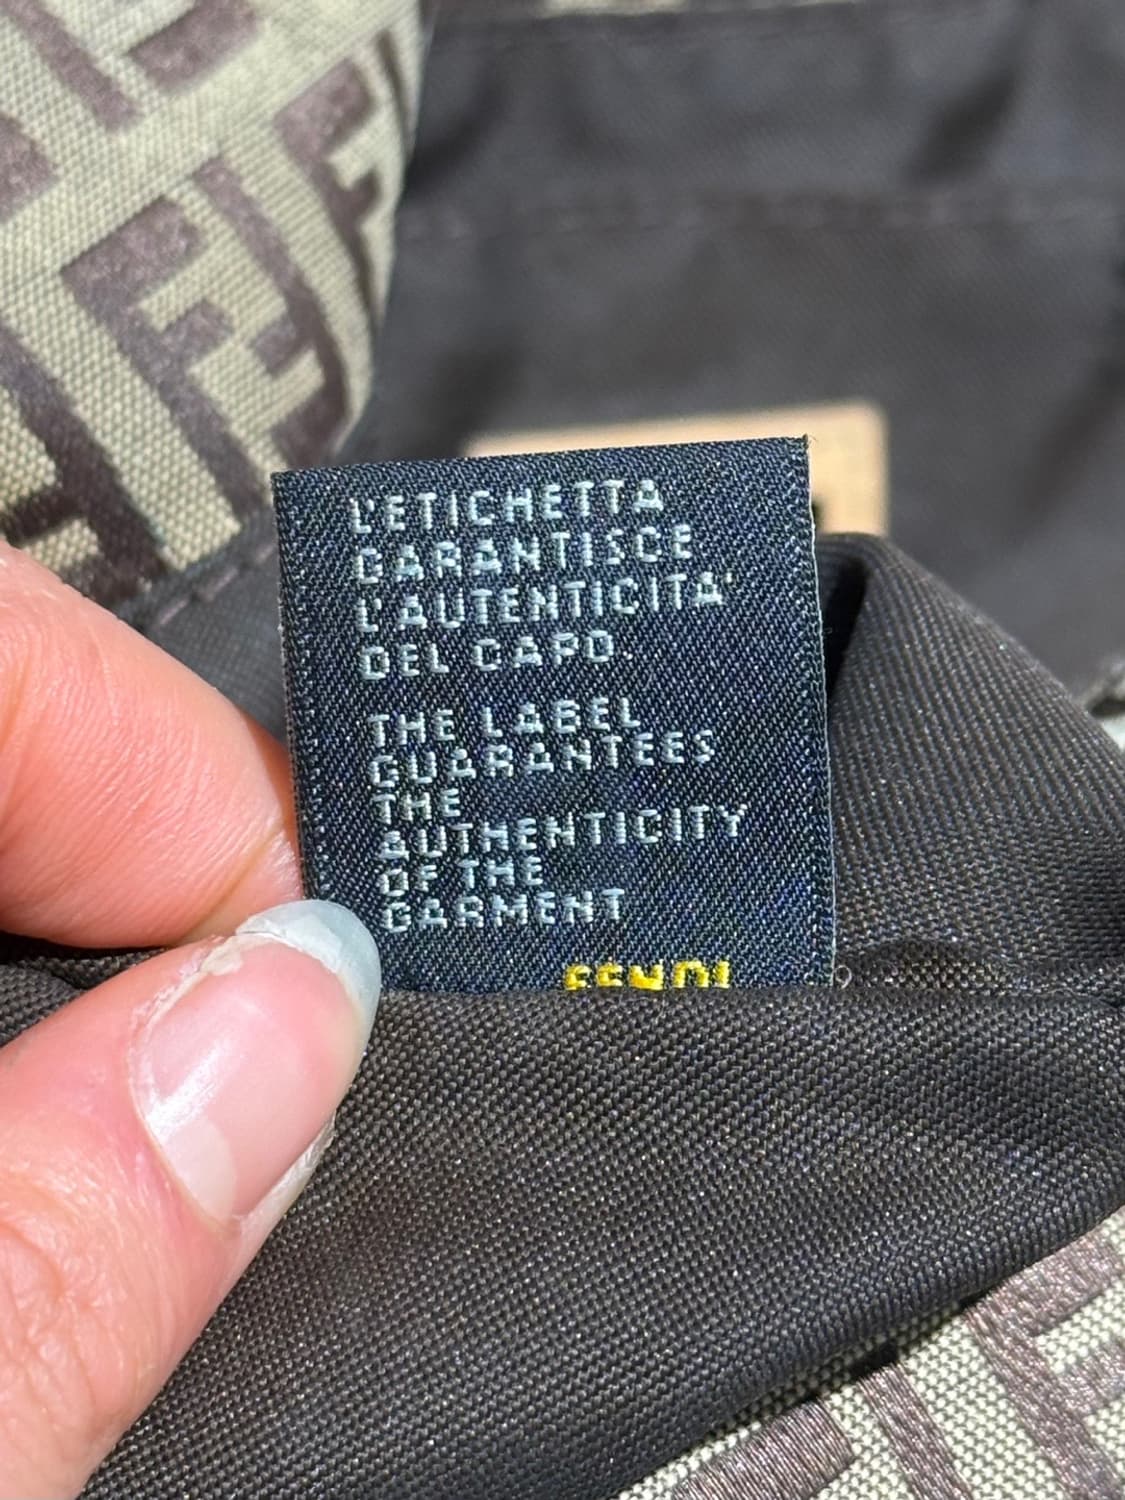 L'ETICHETTA
GARANTISCE
L'AUTENTICITA'
DEL CAPO.
THE LABEL
GUARANTEES
THE
AUTHENTICITY
OF THE
GARMENT
FENDI